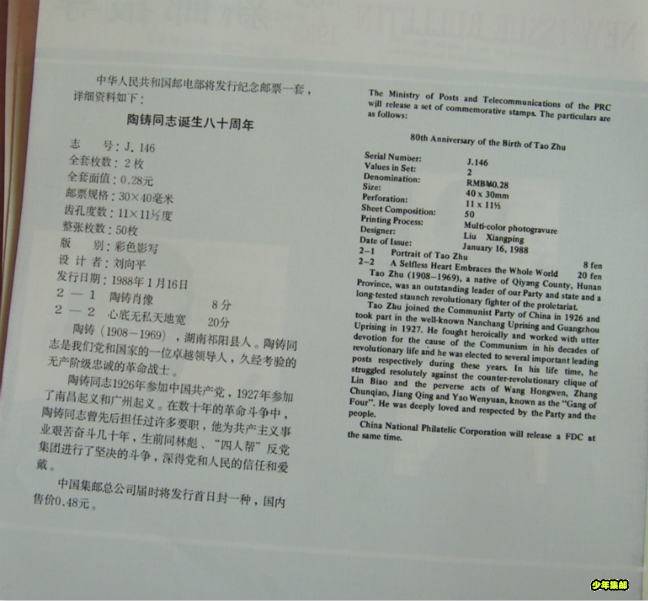 中华人民共和国邮电部将发行纪念邮票一套，
详细资料如下：
陶铸同志诞生八十周年
志　　号：J．146
全套枚数：2枚
全套面值：0.28元
邮票规格：30×40毫米
齿孔度数：11×11½度
整张枚数：50枚
版　　别：彩色影写
设 计 者：刘向平
发行日期：1988年1月16日
2 — 1　陶铸肖像　8分
2 — 2　心底无私天地宽　20分
陶铸（1908—1969），湖南祁阳县人。陶铸同
志是我们党和国家的一位卓越领导人，久经考验的
无产阶级忠诚的革命战士。
陶铸同志1926年参加中国共产党，1927年参加
了南昌起义和广州起义。在数十年的革命斗争中，
陶铸同志曾先后担任过许多要职，他为共产主义事
业艰苦奋斗几十年，生前同林彪、“四人帮”反党
集团进行了坚决的斗争，深得党和人民的信任和爱
戴。
中国集邮总公司届时将发行首日封一种，国内
售价0.48元。
The Ministry of Posts and Telecommunications of the PRC
will release a set of commemorative stamps. The particulars are
as follows:
80th Anniversary of the Birth of Tao Zhu
Serial Number: J.146
Values in Set: 2
Denomination: RMB¥0.28
Size: 40 x 30mm
Perforation: 11 x 11½
Sheet Composition: 50
Printing Process: Multi-color photogravure
Designer: Liu Xiangping
Date of Issue: January 16, 1988
2-1 Portrait of Tao Zhu 8 fen
2-2 A Selfless Heart Embraces the Whole World 20 fen
Tao Zhu (1908-1969), a native of Qiyang County, Hunan
Province, was an outstanding leader of our Party and state and a
long-tested staunch revolutionary fighter of the proletariat.
Tao Zhu joined the Communist Party of China in 1926 and
took part in the well-known Nanchang Uprising and Guangzhou
Uprising in 1927. He fought heroically and worked with utter
devotion for the cause of the Communism in his decades of
revolutionary life and he was elected to several important leading
posts respectively during these years. In his life time, he
struggled resolutely against the counter-revolutionary clique of
Lin Biao and the perverse acts of Wang Hongwen, Zhang
Chunqiao, Jiang Qing and Yao Wenyuan, known as the "Gang of
Four". He was deeply loved and respected by the Party and the
people.
China National Philatelic Corporation will release a FDC at
the same time.
少年集邮